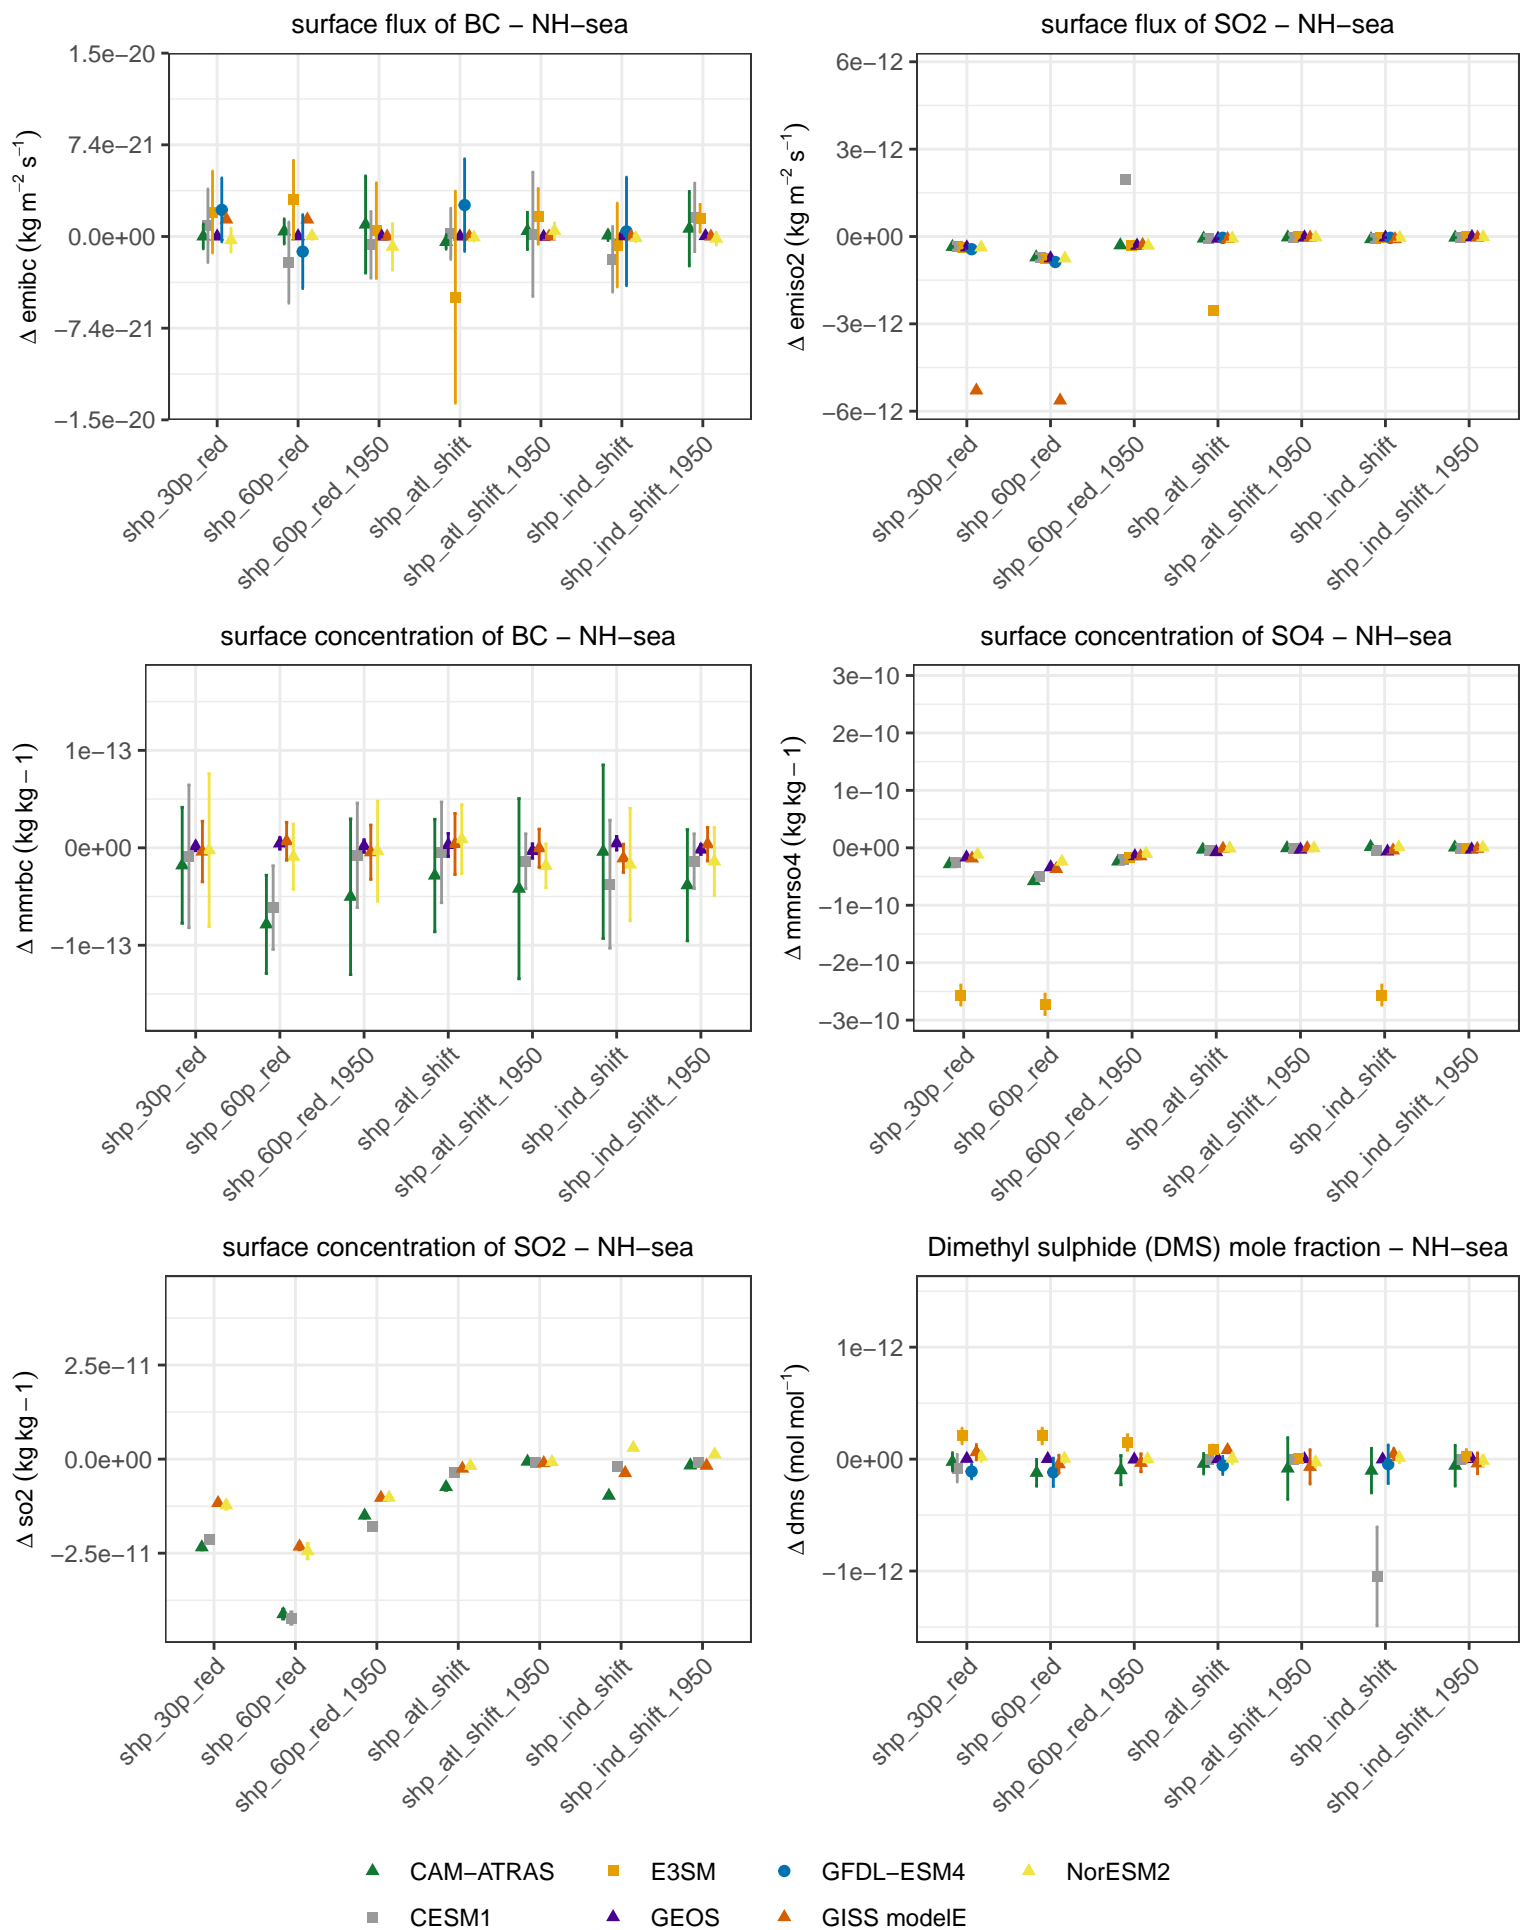 surface flux of BC − NH−sea
1.5e−20
7.4e−21
0.0e+00
−7.4e−21
−1.5e−20
Δ emibc (kg m−2 s−1)
shp_30p_red
shp_60p_red
shp_60p_red_1950
shp_atl_shift
shp_atl_shift_1950
shp_ind_shift
shp_ind_shift_1950
surface flux of SO2 − NH−sea
6e−12
3e−12
0e+00
−3e−12
−6e−12
Δ emiso2 (kg m−2 s−1)
shp_30p_red
shp_60p_red
shp_60p_red_1950
shp_atl_shift
shp_atl_shift_1950
shp_ind_shift
shp_ind_shift_1950
surface concentration of BC − NH−sea
1e−13
0e+00
−1e−13
Δ mmrbc (kg kg − 1)
shp_30p_red
shp_60p_red
shp_60p_red_1950
shp_atl_shift
shp_atl_shift_1950
shp_ind_shift
shp_ind_shift_1950
surface concentration of SO4 − NH−sea
3e−10
2e−10
1e−10
0e+00
−1e−10
−2e−10
−3e−10
Δ mmrso4 (kg kg − 1)
shp_30p_red
shp_60p_red
shp_60p_red_1950
shp_atl_shift
shp_atl_shift_1950
shp_ind_shift
shp_ind_shift_1950
surface concentration of SO2 − NH−sea
2.5e−11
0.0e+00
−2.5e−11
Δ so2 (kg kg − 1)
shp_30p_red
shp_60p_red
shp_60p_red_1950
shp_atl_shift
shp_atl_shift_1950
shp_ind_shift
shp_ind_shift_1950
Dimethyl sulphide (DMS) mole fraction − NH−sea
1e−12
0e+00
−1e−12
Δ dms (mol mol−1)
shp_30p_red
shp_60p_red
shp_60p_red_1950
shp_atl_shift
shp_atl_shift_1950
shp_ind_shift
shp_ind_shift_1950
CAM−ATRAS E3SM GFDL−ESM4 NorESM2
CESM1 GEOS GISS modelE